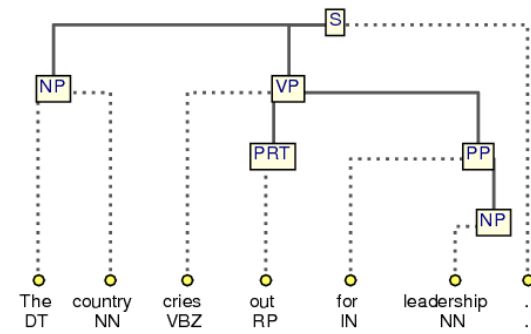 S
NP VP
PRT PP
NP
The country cries out for leadership .
DT NN VBZ RP IN NN .